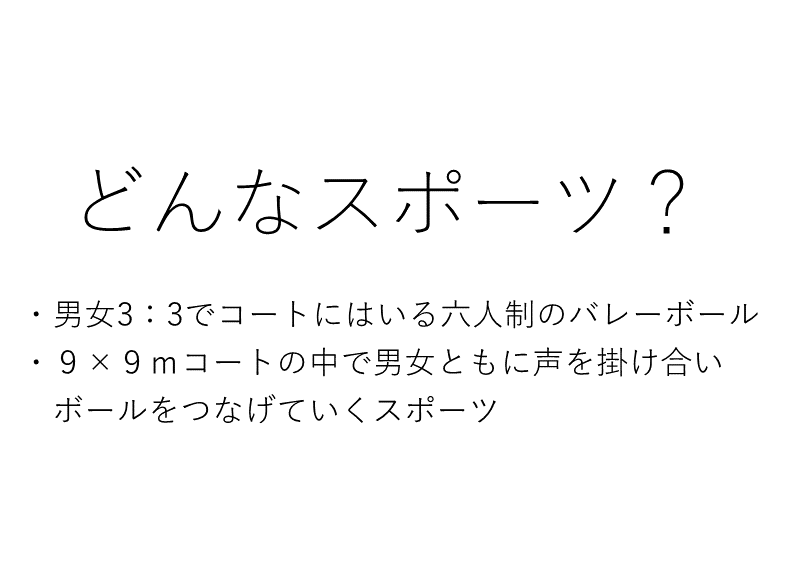 どんなスポーツ？
・男女3：3でコートにはいる六人制のバレーボール
・９×９ｍコートの中で男女ともに声を掛け合い
ボールをつなげていくスポーツ